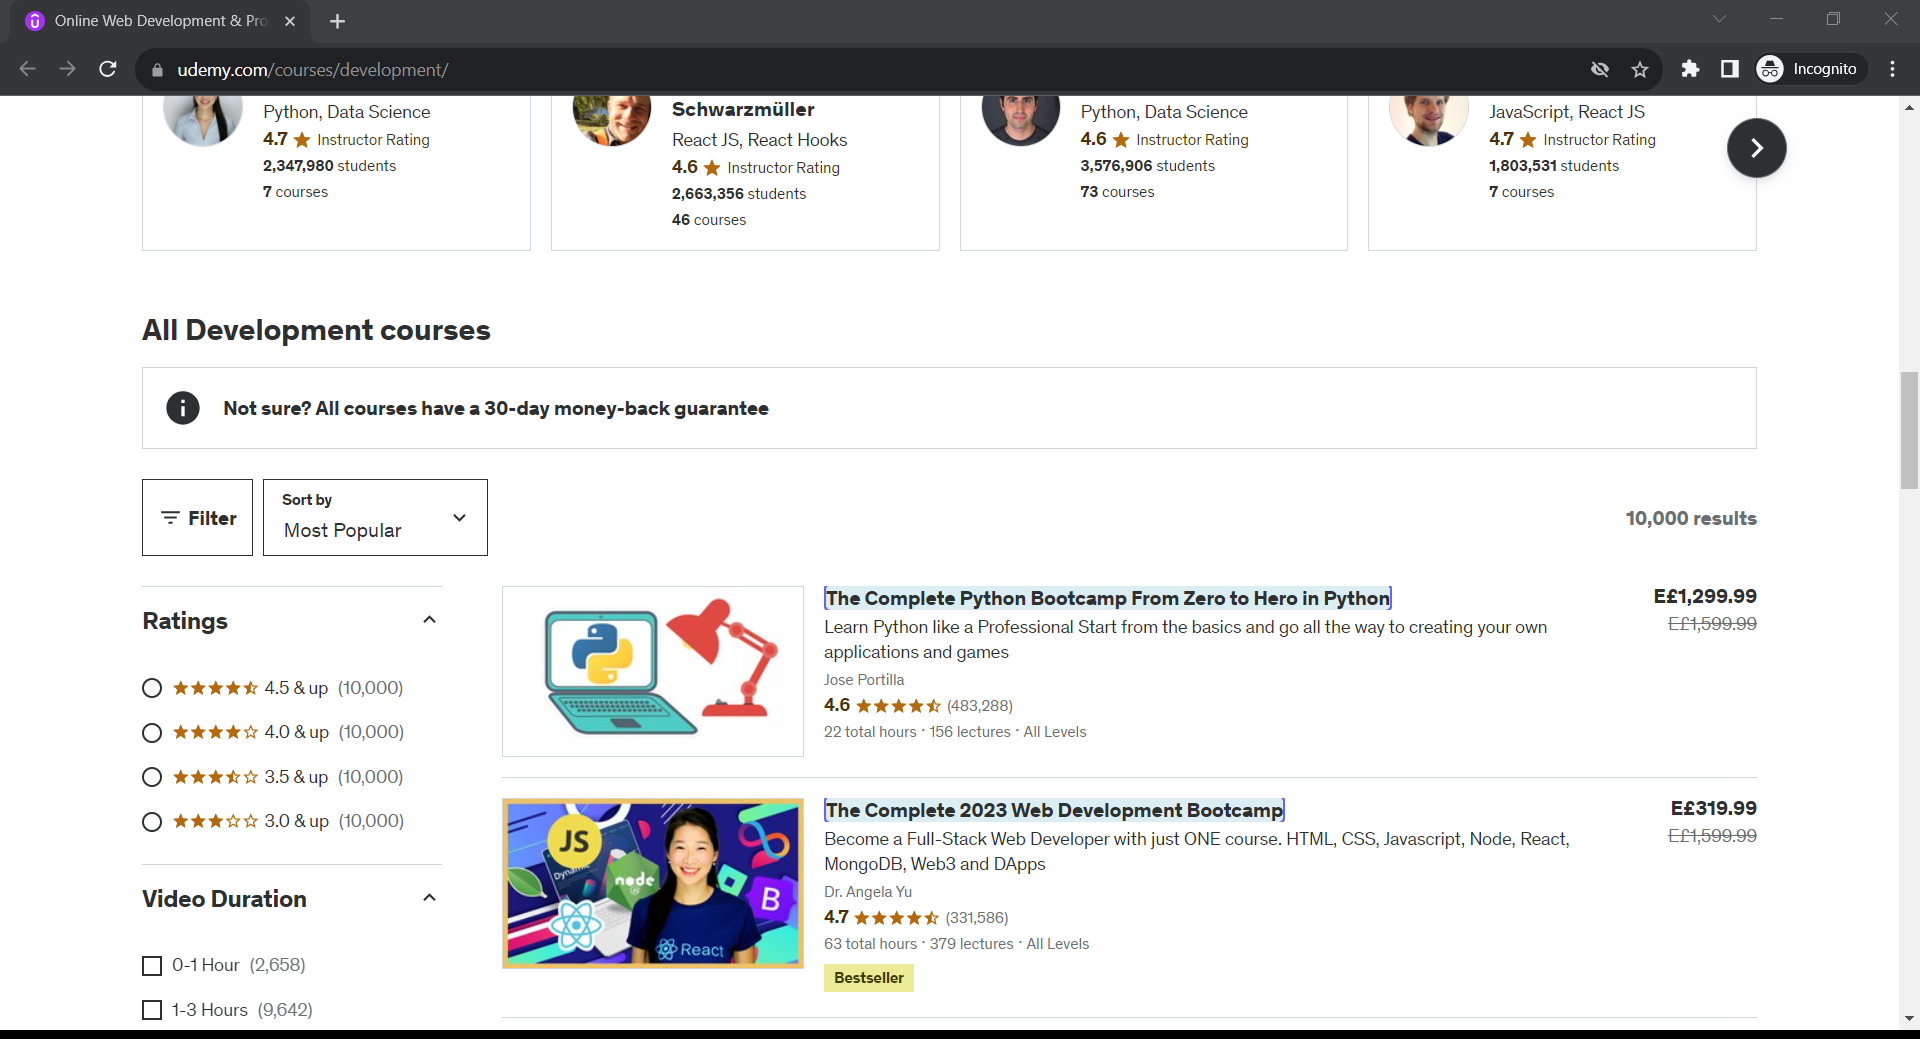 Online Web Development & Pro
udemy.com/courses/development/
Incognito
Python, Data Science
4.7 Instructor Rating
2,347,980 students
7 courses
Schwarzmüller
React JS, React Hooks
4.6 Instructor Rating
2,663,356 students
46 courses
Python, Data Science
4.6 Instructor Rating
3,576,906 students
73 courses
JavaScript, React JS
4.7 Instructor Rating
1,803,531 students
7 courses
All Development courses
Not sure? All courses have a 30-day money-back guarantee
Filter
Sort by
Most Popular
10,000 results
Ratings
4.5 & up (10,000)
4.0 & up (10,000)
3.5 & up (10,000)
3.0 & up (10,000)
Video Duration
0-1 Hour (2,658)
1-3 Hours (9,642)
The Complete Python Bootcamp From Zero to Hero in Python
Learn Python like a Professional Start from the basics and go all the way to creating your own
applications and games
Jose Portilla
4.6 (483,288)
22 total hours · 156 lectures · All Levels
E£1,299.99
E£1,599.99
JS
Dynamic
node
React
B
The Complete 2023 Web Development Bootcamp
Become a Full-Stack Web Developer with just ONE course. HTML, CSS, Javascript, Node, React,
MongoDB, Web3 and DApps
Dr. Angela Yu
4.7 (331,586)
63 total hours · 379 lectures · All Levels
Bestseller
E£319.99
E£1,599.99